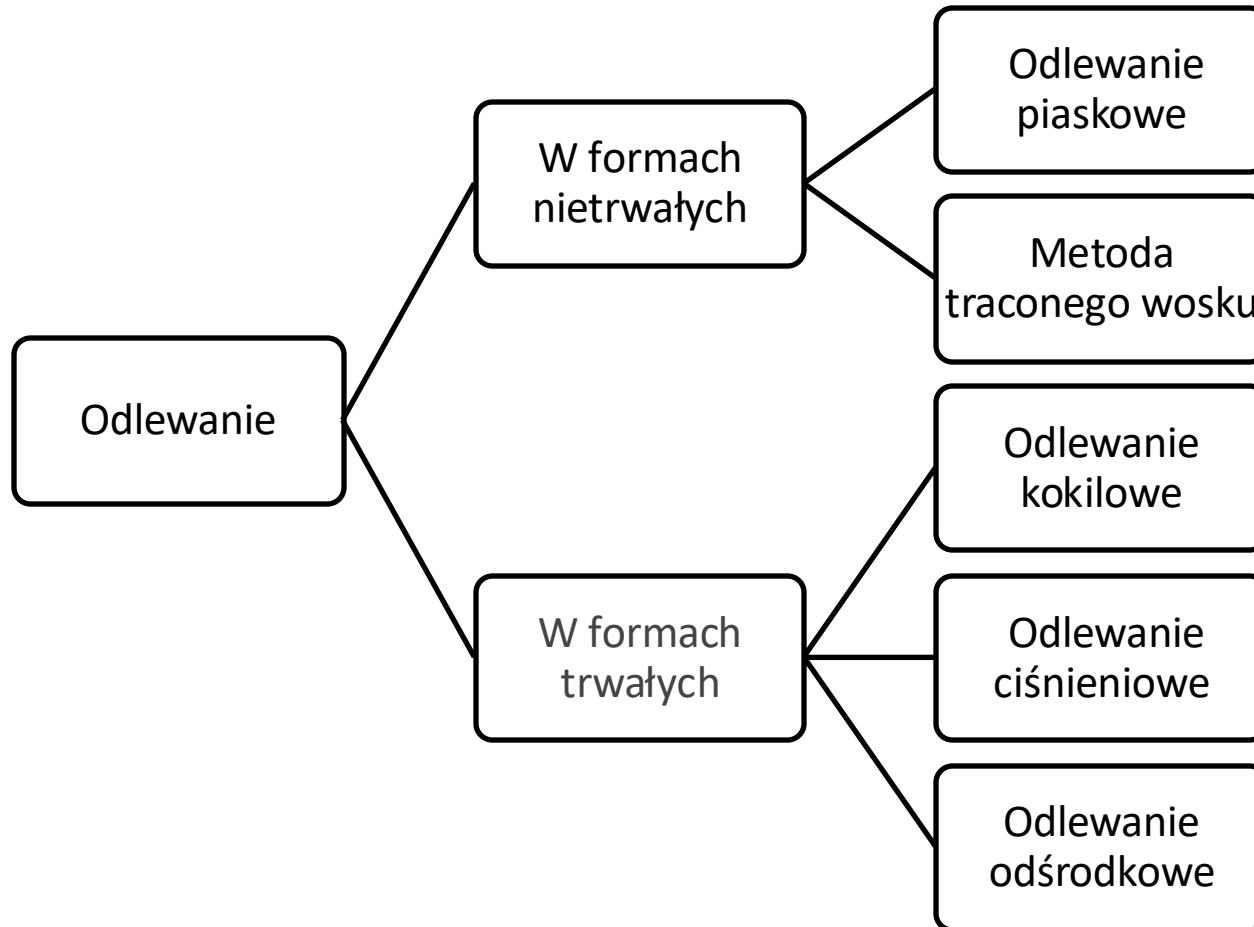 Odlewanie
W formach
nietrwałych
Odlewanie
piaskowe
Metoda
traconego wosku
W formach
trwałych
Odlewanie
kokilowe
Odlewanie
ciśnieniowe
Odlewanie
odśrodkowe